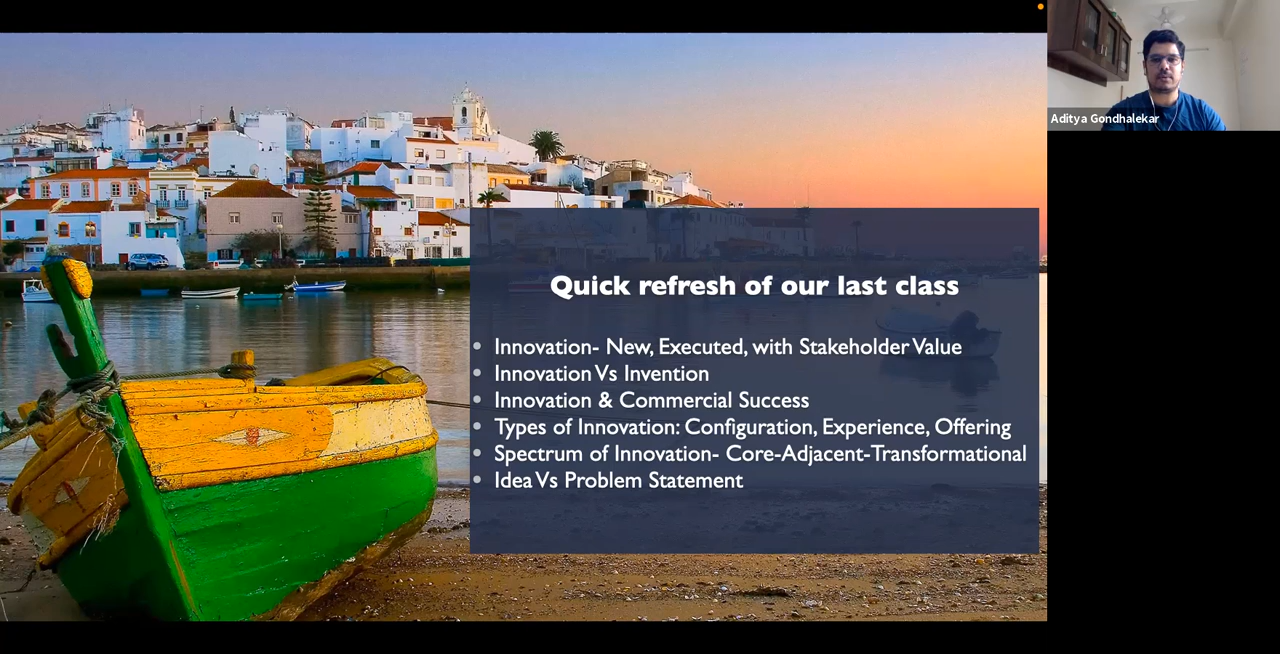 Quick refresh of our last class
• Innovation- New, Executed, with Stakeholder Value
• Innovation Vs Invention
• Innovation & Commercial Success
• Types of Innovation: Configuration, Experience, Offering
• Spectrum of Innovation- Core-Adjacent-Transformational
• Idea Vs Problem Statement
Aditya Gondhalekar